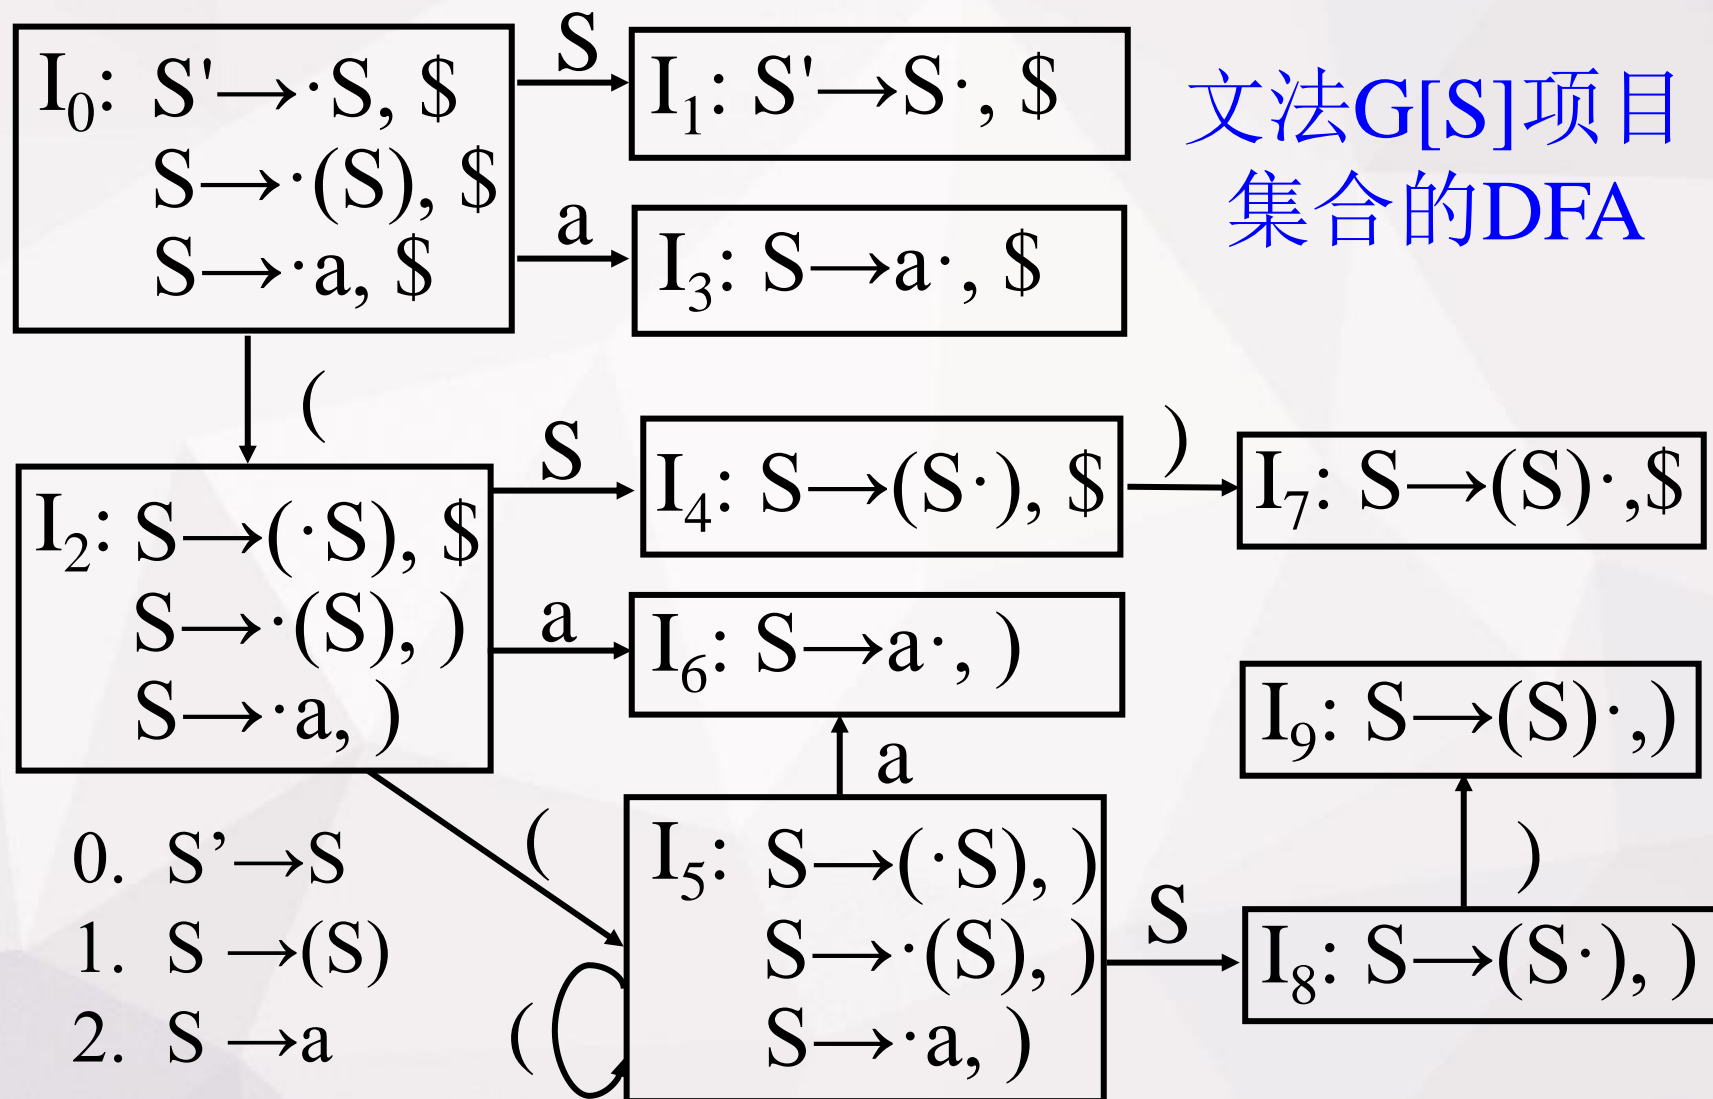 S
I₀: S'→·S, $
S→·(S), $
S→·a, $
I₁: S'→S·, $
文法G[S]项目
集合的DFA
a
I₃: S→a·, $
(
S
I₄: S→(S·), $
)
I₇: S→(S)·,$
I₂: S→(·S), $
S→·(S), )
S→·a, )
a
I₆: S→a·, )
I₉: S→(S)·,)
a
(
)
0. S’→S
1. S→(S)
2. S→a
I₅: S→(·S), )
S→·(S), )
S→·a, )
S
I₈: S→(S·), )
(